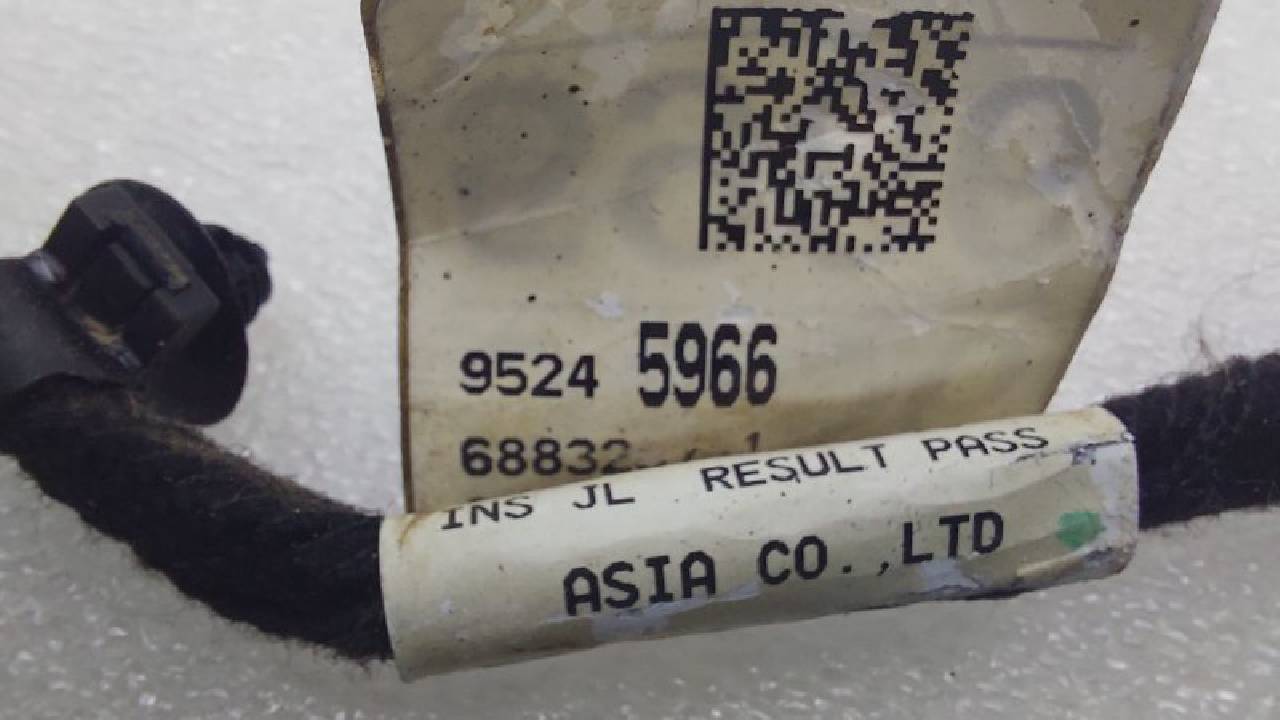 9524 5966
68832
INS JL RESULT PASS
ASIA CO.,LTD